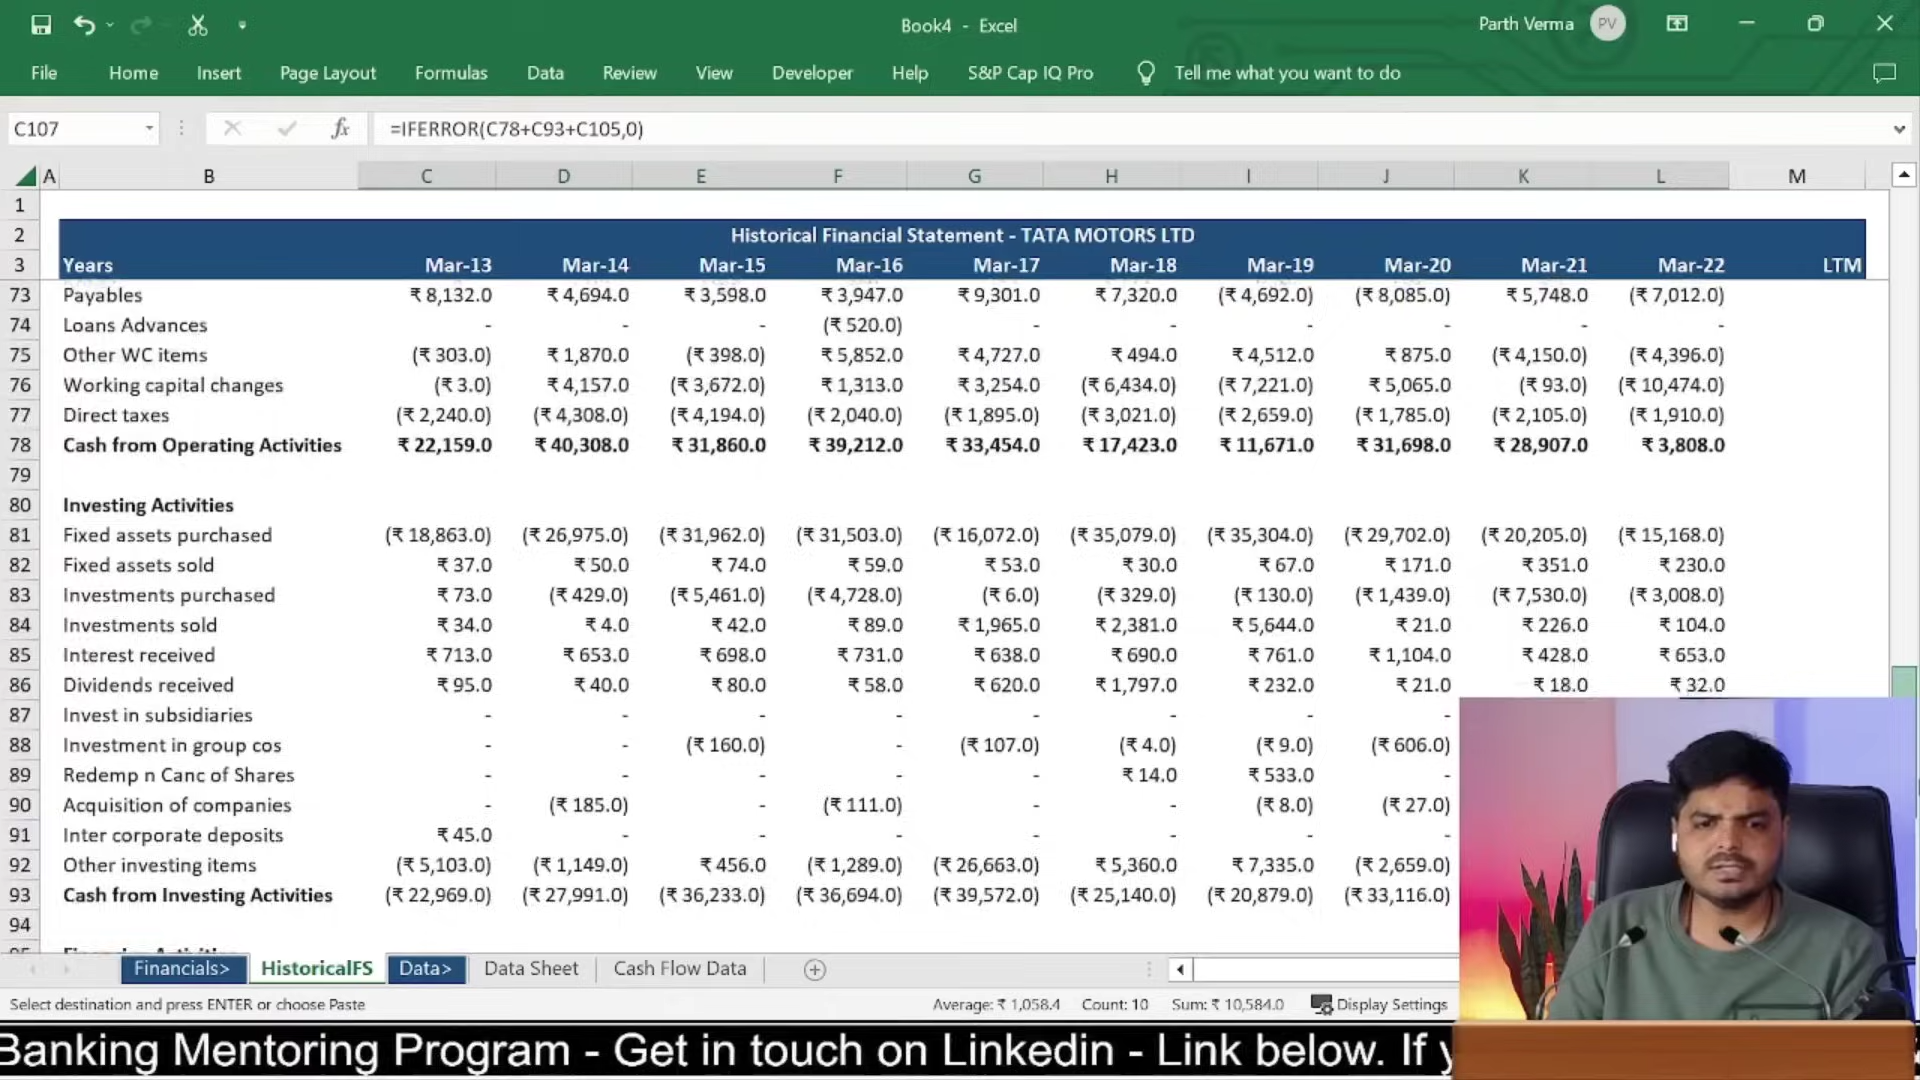 Book4 - Excel
Parth Verma PV
File Home Insert Page Layout Formulas Data Review View Developer Help S&P Cap IQ Pro Tell me what you want to do
C107 fx =IFERROR(C78+C93+C105,0)
A B C D E F G H I J K L M
1
2 Historical Financial Statement - TATA MOTORS LTD
3 Years Mar-13 Mar-14 Mar-15 Mar-16 Mar-17 Mar-18 Mar-19 Mar-20 Mar-21 Mar-22 LTM
73 Payables ₹ 8,132.0 ₹ 4,694.0 ₹ 3,598.0 ₹ 3,947.0 ₹ 9,301.0 ₹ 7,320.0 (₹ 4,692.0) (₹ 8,085.0) ₹ 5,748.0 (₹ 7,012.0)
74 Loans Advances - - - (₹ 520.0) - - - - - -
75 Other WC items (₹ 303.0) ₹ 1,870.0 (₹ 398.0) ₹ 5,852.0 ₹ 4,727.0 ₹ 494.0 ₹ 4,512.0 ₹ 875.0 (₹ 4,150.0) (₹ 4,396.0)
76 Working capital changes (₹ 3.0) ₹ 4,157.0 (₹ 3,672.0) ₹ 1,313.0 ₹ 3,254.0 (₹ 6,434.0) (₹ 7,221.0) ₹ 5,065.0 (₹ 93.0) (₹ 10,474.0)
77 Direct taxes (₹ 2,240.0) (₹ 4,308.0) (₹ 4,194.0) (₹ 2,040.0) (₹ 1,895.0) (₹ 3,021.0) (₹ 2,659.0) (₹ 1,785.0) (₹ 2,105.0) (₹ 1,910.0)
78 Cash from Operating Activities ₹ 22,159.0 ₹ 40,308.0 ₹ 31,860.0 ₹ 39,212.0 ₹ 33,454.0 ₹ 17,423.0 ₹ 11,671.0 ₹ 31,698.0 ₹ 28,907.0 ₹ 3,808.0
79
80 Investing Activities
81 Fixed assets purchased (₹ 18,863.0) (₹ 26,975.0) (₹ 31,962.0) (₹ 31,503.0) (₹ 16,072.0) (₹ 35,079.0) (₹ 35,304.0) (₹ 29,702.0) (₹ 20,205.0) (₹ 15,168.0)
82 Fixed assets sold ₹ 37.0 ₹ 50.0 ₹ 74.0 ₹ 59.0 ₹ 53.0 ₹ 30.0 ₹ 67.0 ₹ 171.0 ₹ 351.0 ₹ 230.0
83 Investments purchased ₹ 73.0 (₹ 429.0) (₹ 5,461.0) (₹ 4,728.0) (₹ 6.0) (₹ 329.0) (₹ 130.0) (₹ 1,439.0) (₹ 7,530.0) (₹ 3,008.0)
84 Investments sold ₹ 34.0 ₹ 4.0 ₹ 42.0 ₹ 89.0 ₹ 1,965.0 ₹ 2,381.0 ₹ 5,644.0 ₹ 21.0 ₹ 226.0 ₹ 104.0
85 Interest received ₹ 713.0 ₹ 653.0 ₹ 698.0 ₹ 731.0 ₹ 638.0 ₹ 690.0 ₹ 761.0 ₹ 1,104.0 ₹ 428.0 ₹ 653.0
86 Dividends received ₹ 95.0 ₹ 40.0 ₹ 80.0 ₹ 58.0 ₹ 620.0 ₹ 1,797.0 ₹ 232.0 ₹ 21.0 ₹ 18.0 ₹ 32.0
87 Invest in subsidiaries - - - - - - - -
88 Investment in group cos - - (₹ 160.0) - (₹ 107.0) (₹ 4.0) (₹ 9.0) (₹ 606.0)
89 Redemp n Canc of Shares - - - - - ₹ 14.0 ₹ 533.0 -
90 Acquisition of companies - (₹ 185.0) - (₹ 111.0) - - (₹ 8.0) (₹ 27.0)
91 Inter corporate deposits ₹ 45.0 - - - - - - -
92 Other investing items (₹ 5,103.0) (₹ 1,149.0) ₹ 456.0 (₹ 1,289.0) (₹ 26,663.0) ₹ 5,360.0 ₹ 7,335.0 (₹ 2,659.0)
93 Cash from Investing Activities (₹ 22,969.0) (₹ 27,991.0) (₹ 36,233.0) (₹ 36,694.0) (₹ 39,572.0) (₹ 25,140.0) (₹ 20,879.0) (₹ 33,116.0)
94
Financials> HistoricalFS Data> Data Sheet Cash Flow Data
Select destination and press ENTER or choose Paste Average: ₹ 1,058.4 Count: 10 Sum: ₹ 10,584.0 Display Settings
Banking Mentoring Program - Get in touch on Linkedin - Link below. If